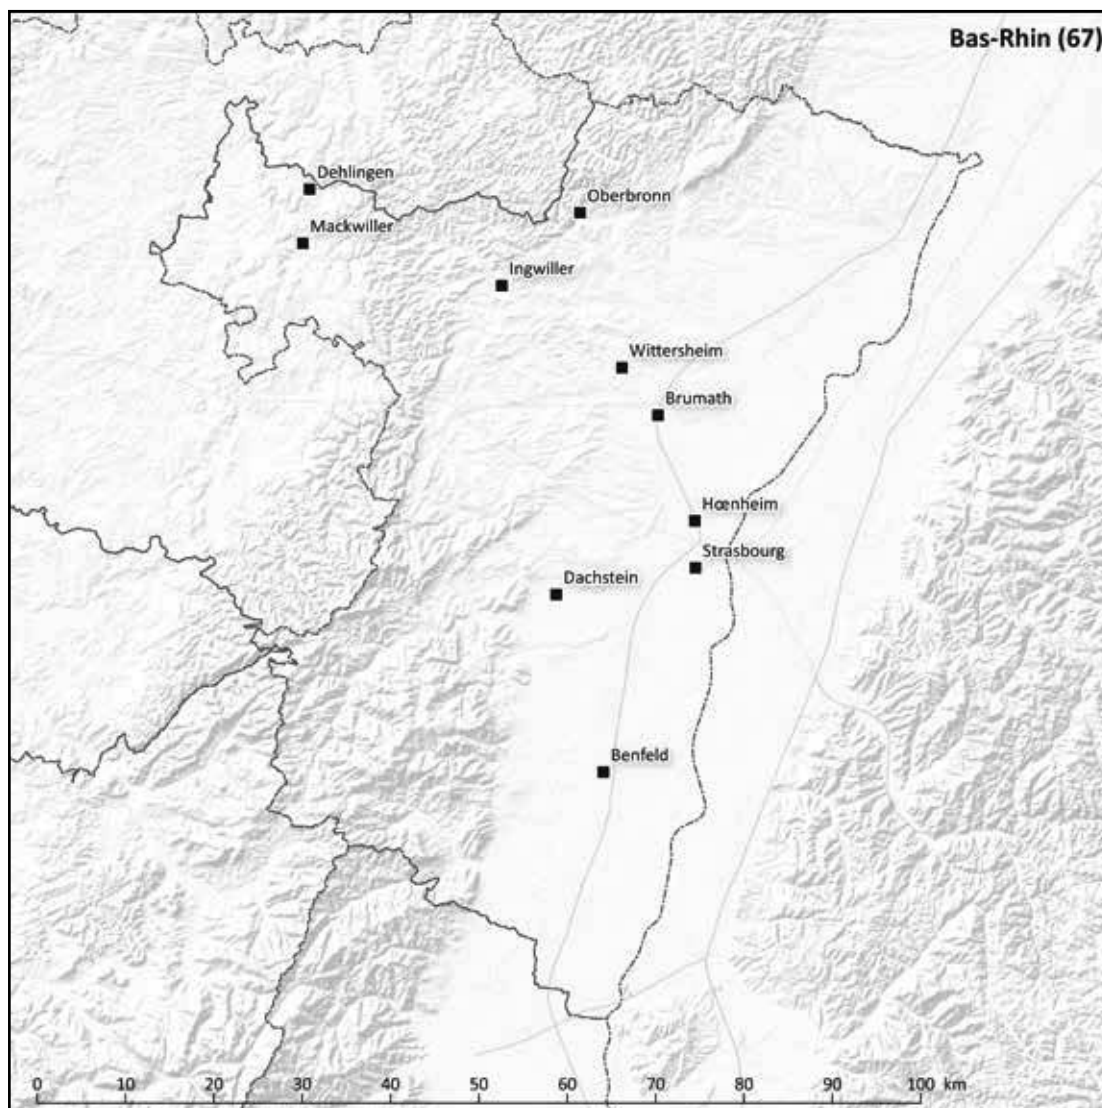 Bas-Rhin (67)
Dehlingen
Oberbronn
Mackwiller
Ingwiller
Wittersheim
Brumath
Hœnheim
Strasbourg
Dachstein
Benfeld
0 10 20 30 40 50 60 70 80 90 100 km